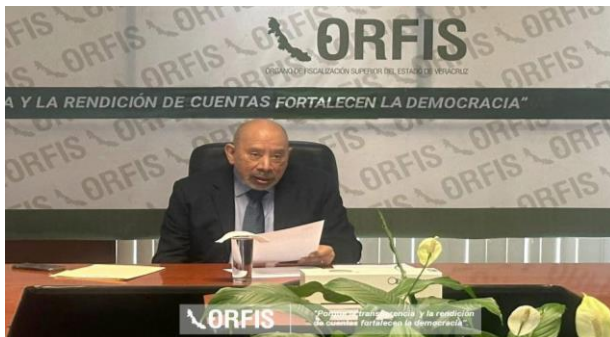 ORFIS
ÓRGANO DE FISCALIZACIÓN SUPERIOR DEL ESTADO DE VERACRUZ
A Y LA RENDICIÓN DE CUENTAS FORTALECEN LA DEMOCRACIA"
ORFIS
"Porque la transparencia y la rendición
de cuentas fortalecen la democracia"